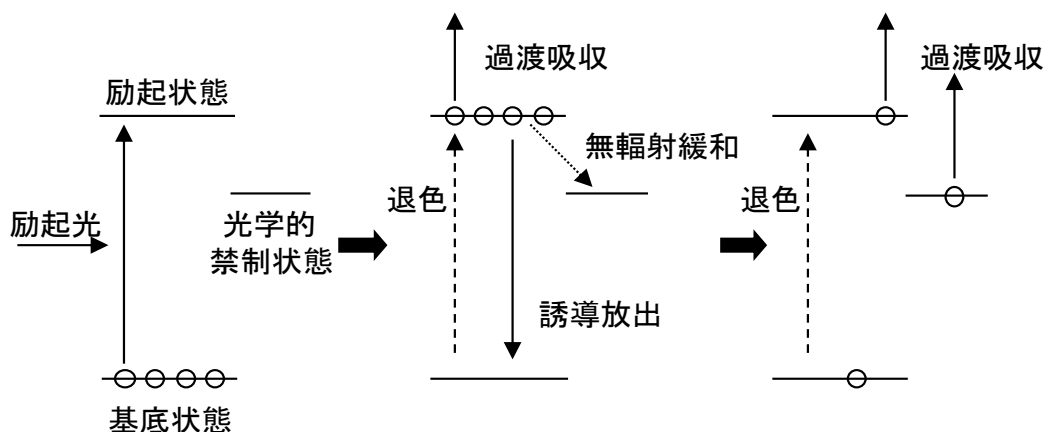 励起状態
励起光
光学的
禁制状態
基底状態
過渡吸収
無輻射緩和
退色
誘導放出
過渡吸収
退色